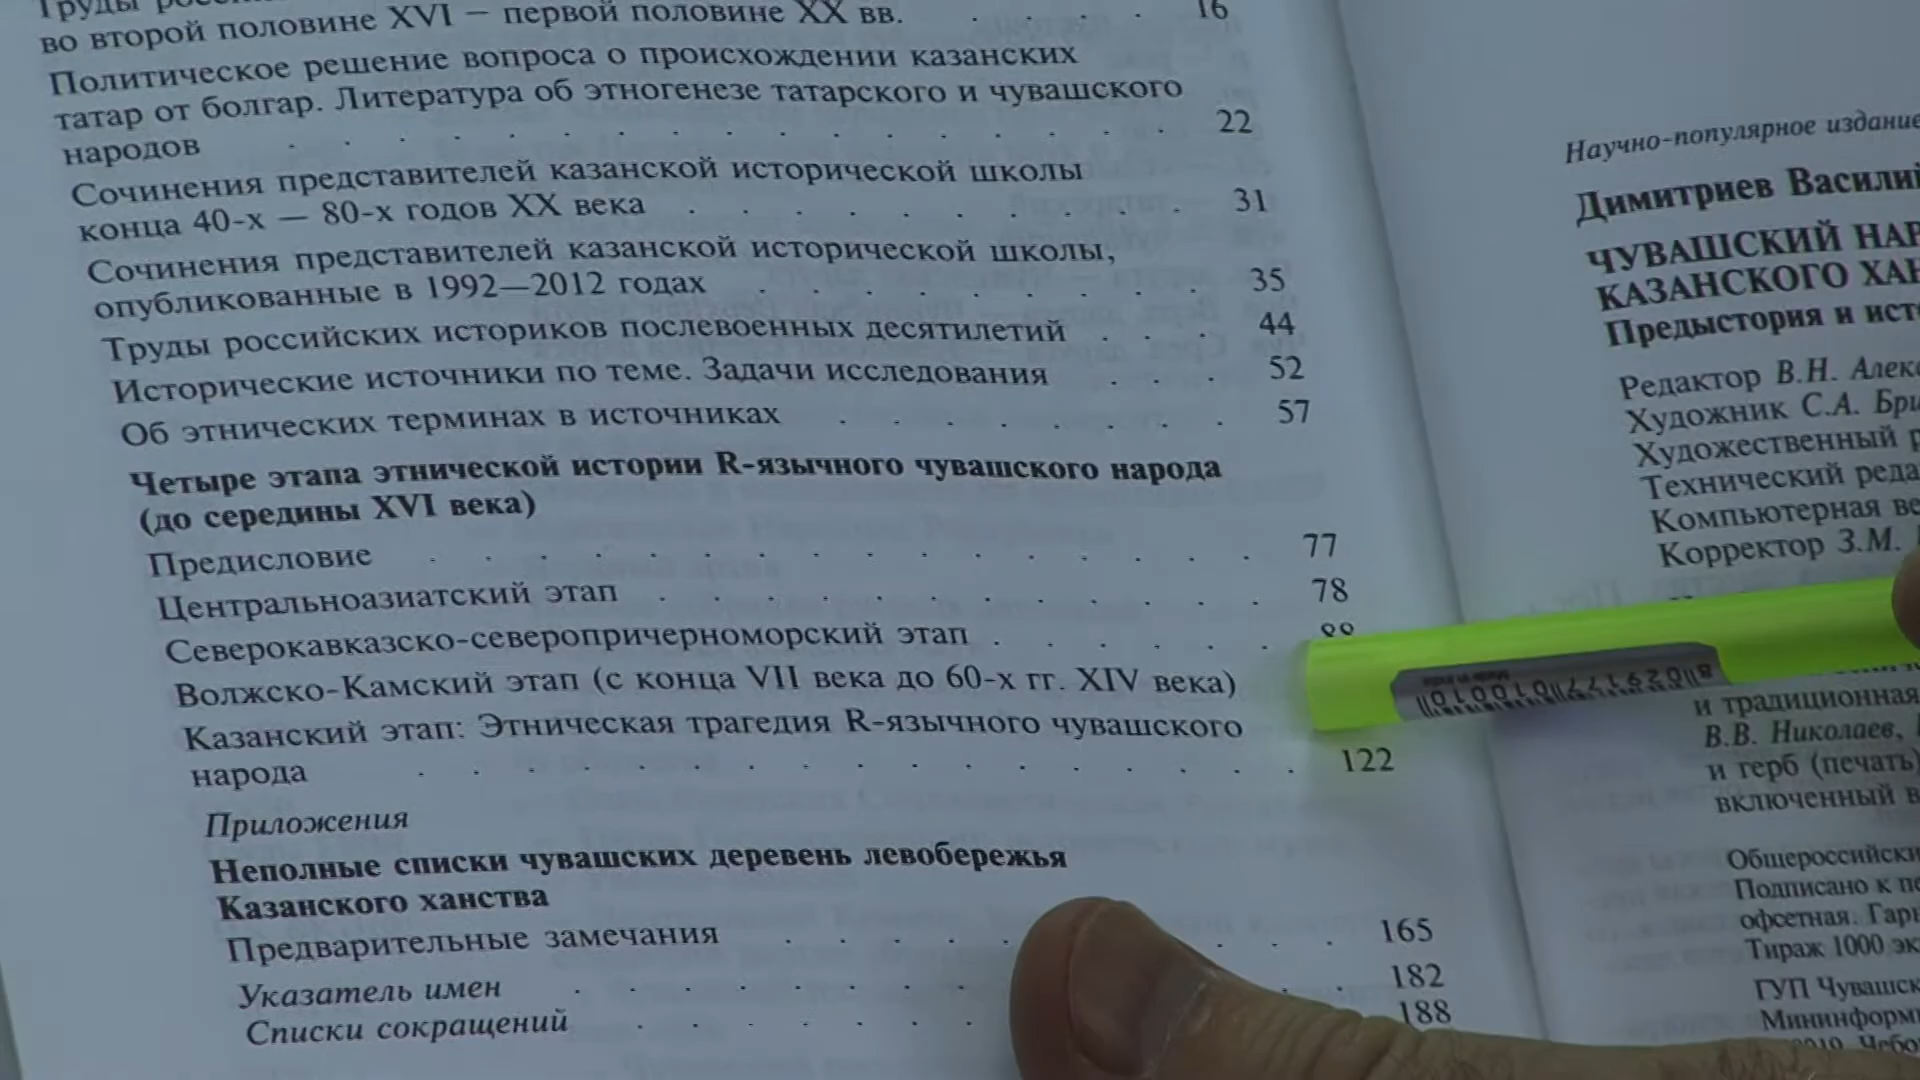 Труды
во второй половине XVI — первой половине XX вв. . . . . 16
Политическое решение вопроса о происхождении казанских
татар от болгар. Литература об этногенезе татарского и чувашского
народов . . . . . . . . . . . . . . . . 22
Сочинения представителей казанской исторической школы
конца 40-х — 80-х годов XX века . . . . . . . . . . 31
Сочинения представителей казанской исторической школы,
опубликованные в 1992—2012 годах . . . . . . . . . 35
Труды российских историков послевоенных десятилетий . . . 44
Исторические источники по теме. Задачи исследования . . . 52
Об этнических терминах в источниках . . . . . . . . 57
Четыре этапа этнической истории R-язычного чувашского народа
(до середины XVI века)
Предисловие . . . . . . . . . . . . . . . . 77
Центральноазиатский этап . . . . . . . . . . . . 78
Северокавказско-северопричерноморский этап . . . . . .
Волжско-Камский этап (с конца VII века до 60-х гг. XIV века)
Казанский этап: Этническая трагедия R-язычного чувашского
народа . . . . . . . . . . . . . . . . . 122
Приложения
Неполные списки чувашских деревень левобережья
Казанского ханства
Предварительные замечания . . . . . . . . 165
Указатель имен . . . . . . . . . . 182
Списки сокращений . . . . . . . 188
Научно-популярное издание
Димитриев Василий
ЧУВАШСКИЙ
КАЗАНСКОГО
Предыстория и
Редактор В.Н.
Художник С.А.
Художественный
Технический
Компьютерная
Корректор З.М.
и традиционная
В.В. Николаев,
и герб (печать)
включенный в
Подписано к
офсетная.
Тираж 1000
ГУП